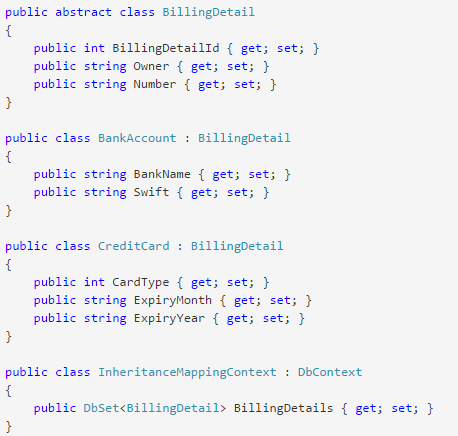 public abstract class BillingDetail
{
    public int BillingDetailId { get; set; }
    public string Owner { get; set; }
    public string Number { get; set; }
}
public class BankAccount : BillingDetail
{
    public string BankName { get; set; }
    public string Swift { get; set; }
}
public class CreditCard : BillingDetail
{
    public int CardType { get; set; }
    public string ExpiryMonth { get; set; }
    public string ExpiryYear { get; set; }
}
public class InheritanceMappingContext : DbContext
{
    public DbSet<BillingDetail> BillingDetails { get; set; }
}